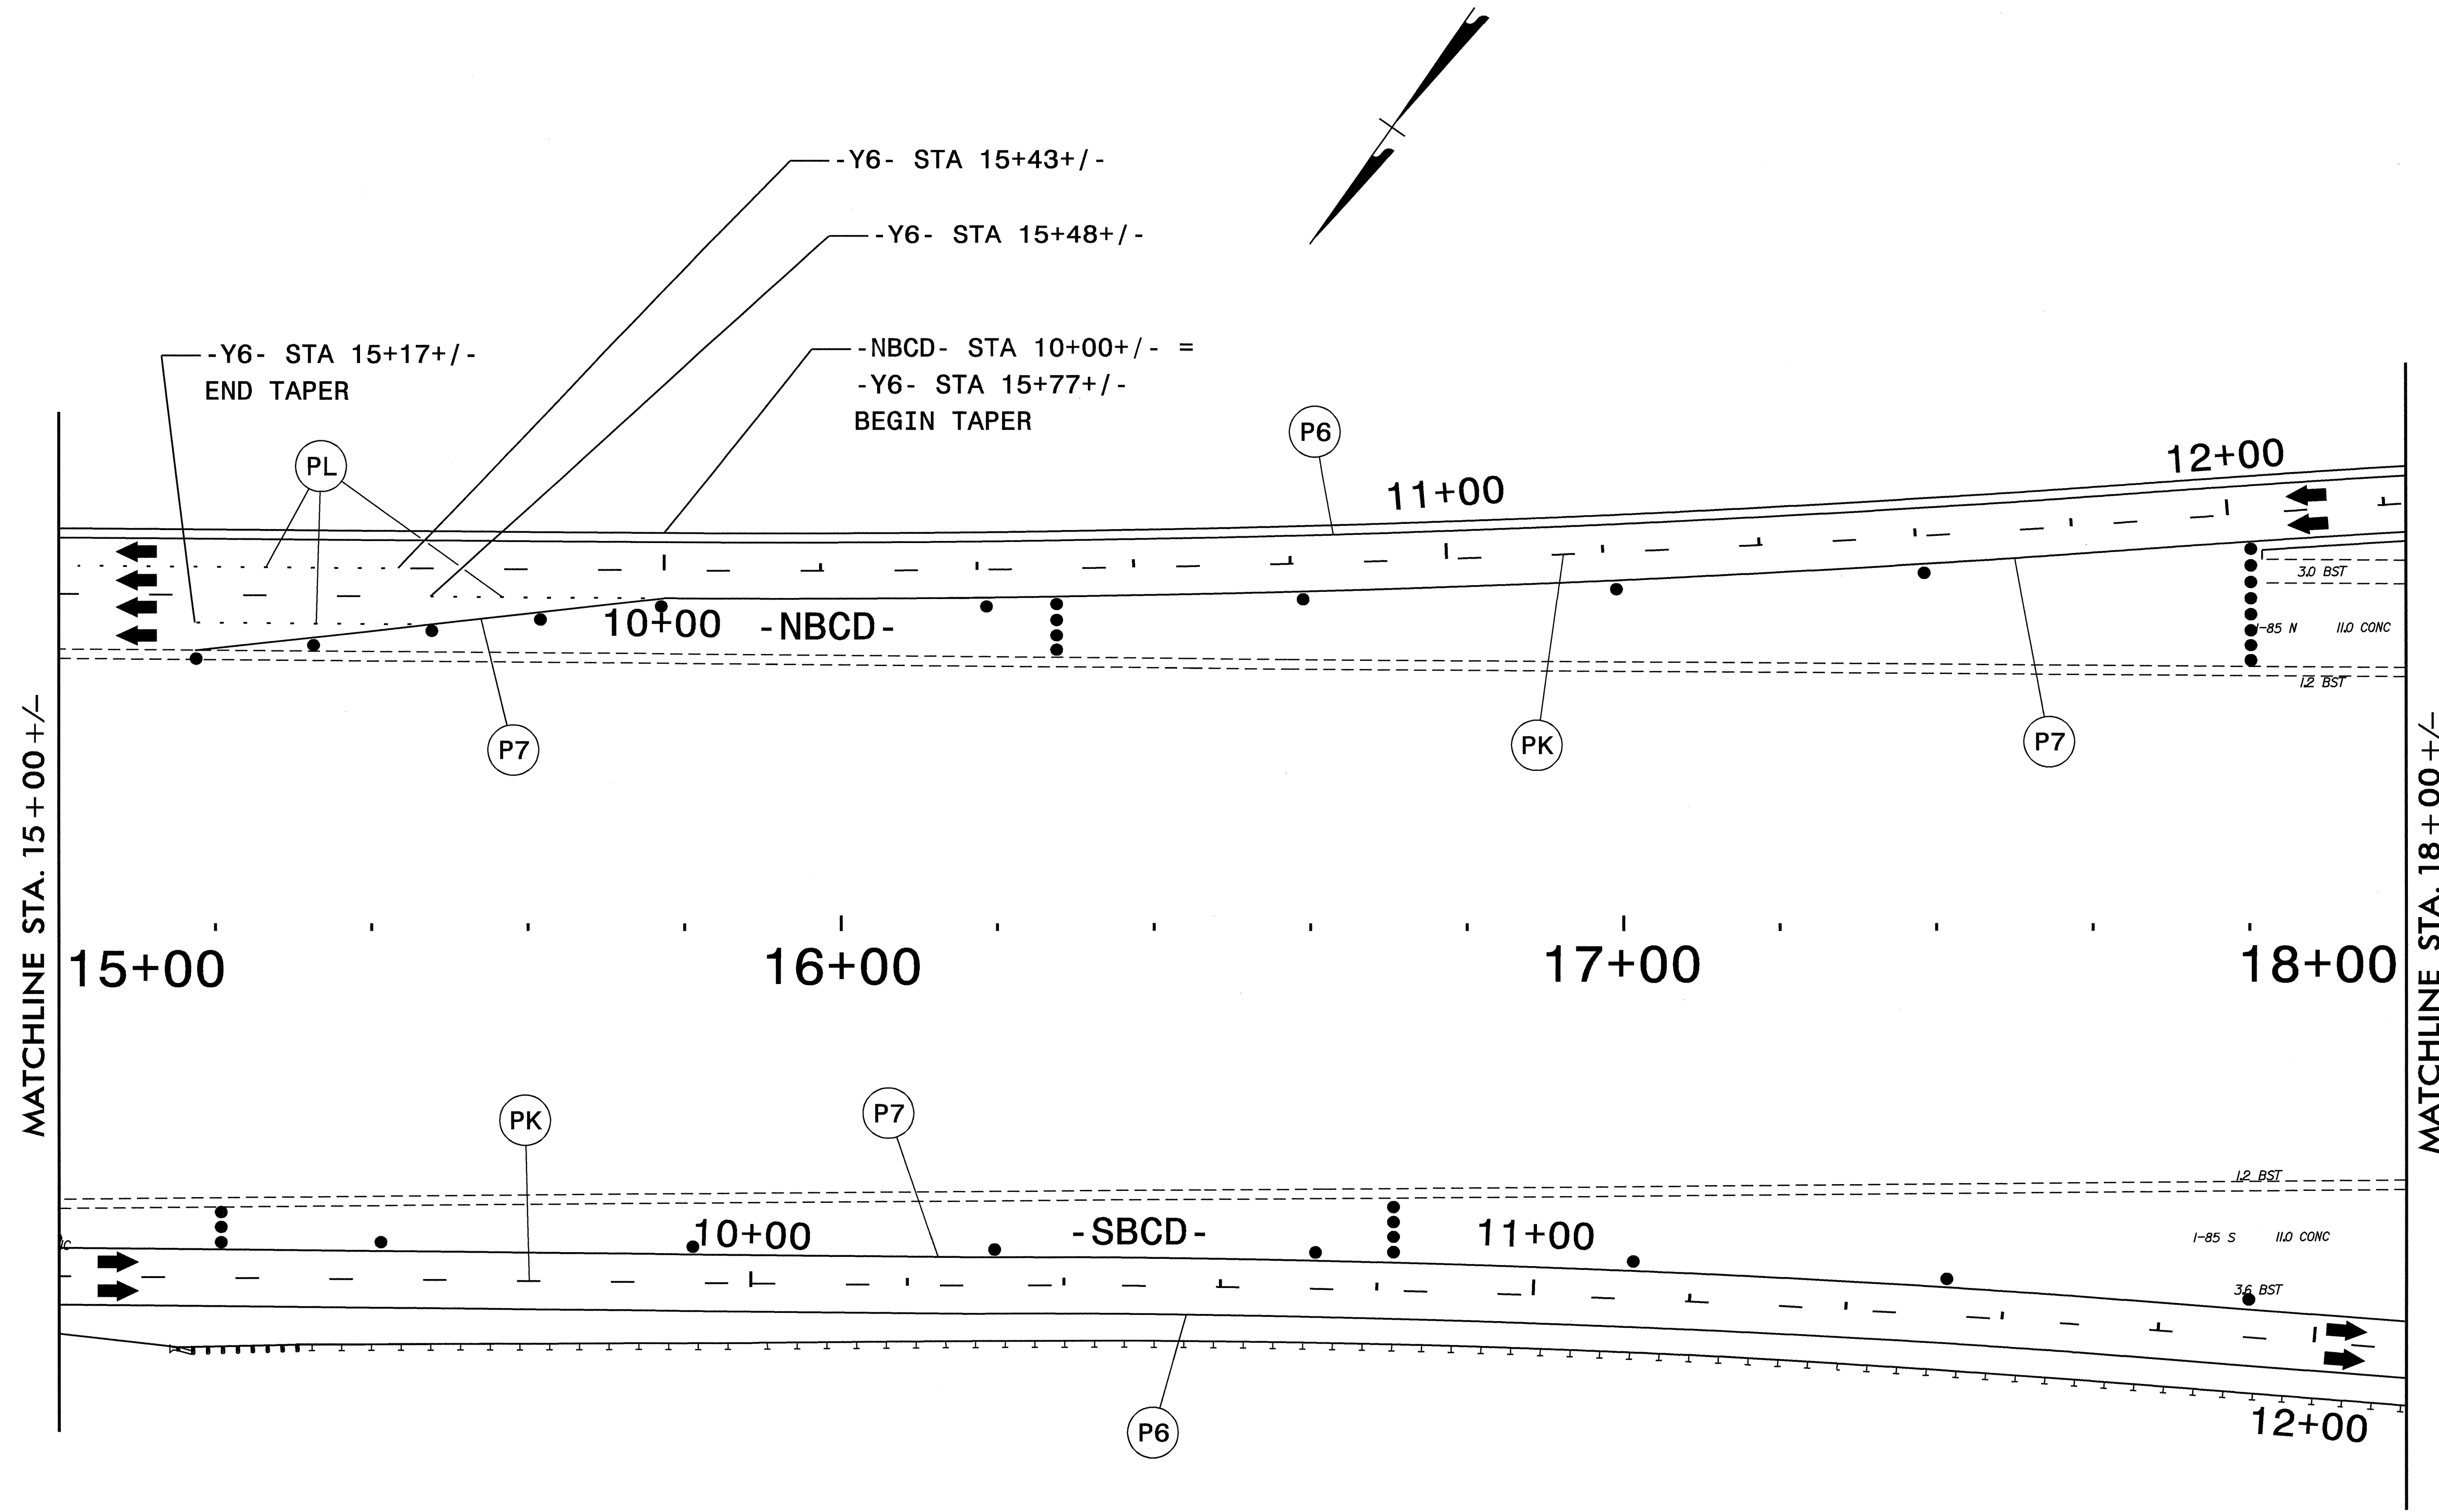 -Y6- STA 15+43+/-
-Y6- STA 15+48+/-
-Y6- STA 15+17+/-
END TAPER
-NBCD- STA 10+00+/- =
-Y6- STA 15+77+/-
BEGIN TAPER
P6
PL
12+00
11+00
3.0 BST
10+00 -NBCD-
I-85 N 11.0 CONC
1.2 BST
P7
PK
P7
MATCHLINE STA. 15+00+/-
MATCHLINE STA. 18+00+/-
15+00 16+00 17+00 18+00
PK
P7
1.2 BST
10+00 -SBCD- 11+00
I-85 S 11.0 CONC
3.6 BST
12+00
P6